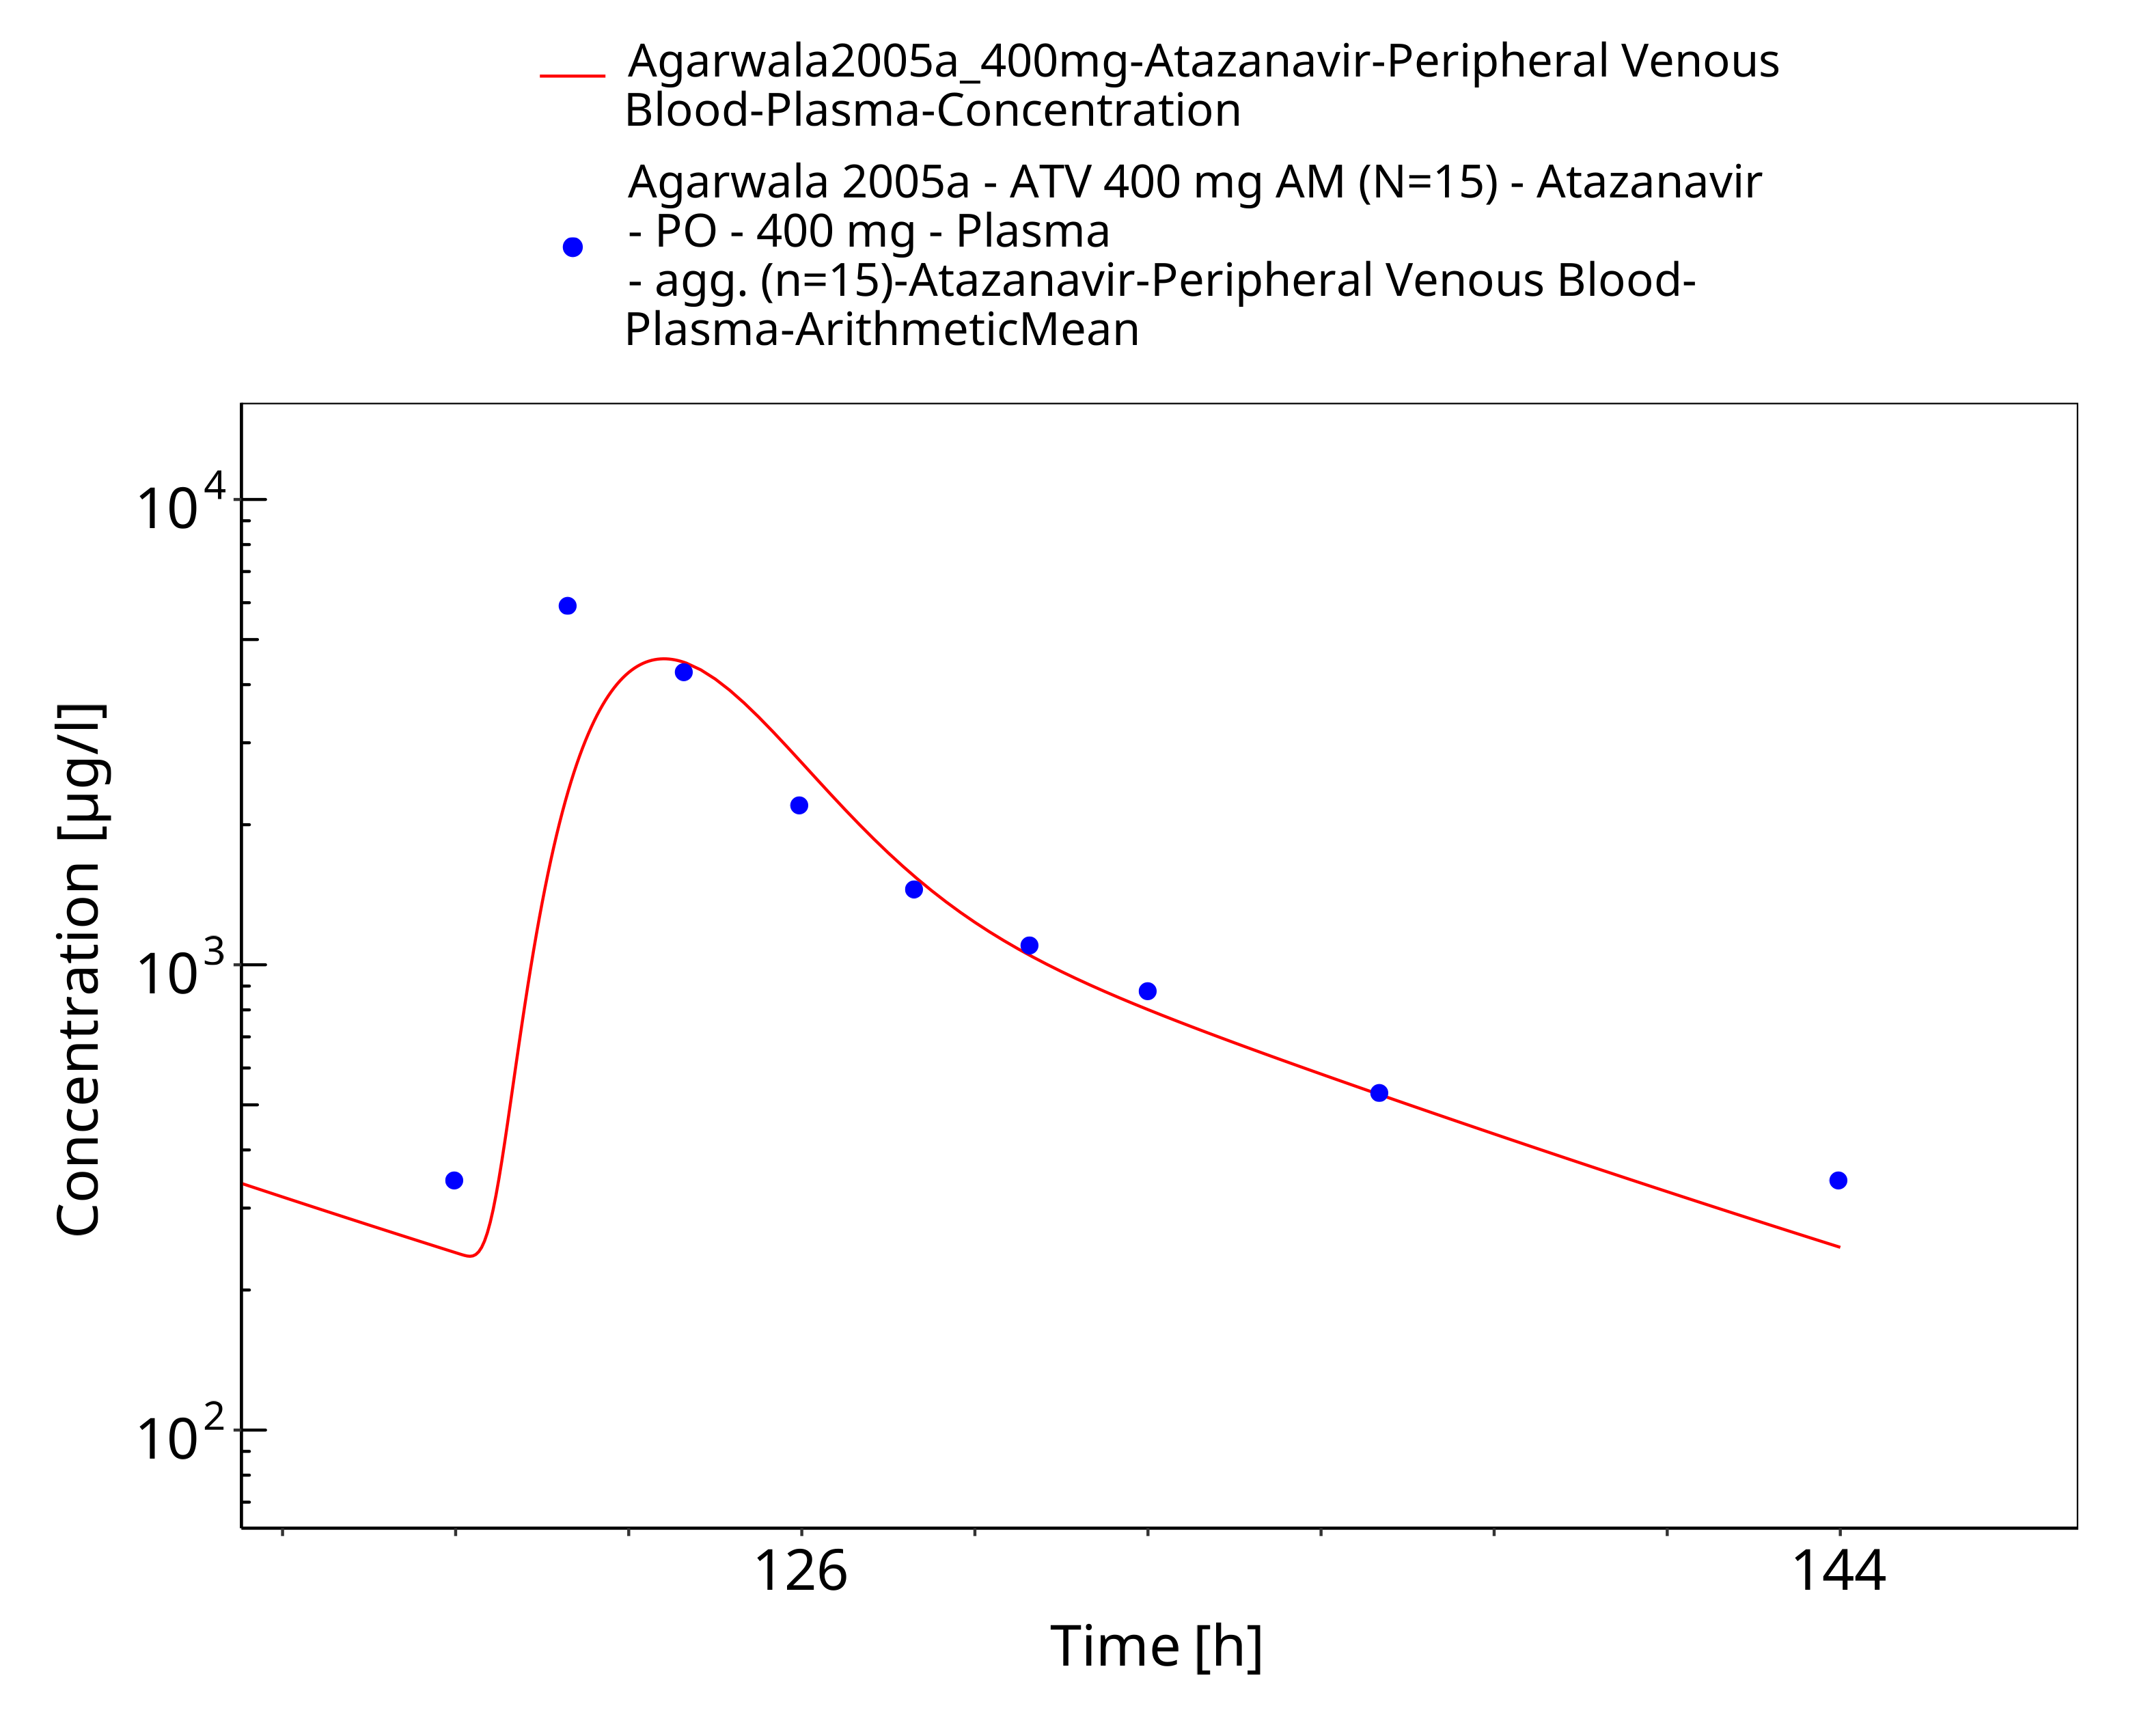 Agarwala2005a_400mg-Atazanavir-Peripheral Venous
Blood-Plasma-Concentration
Agarwala 2005a - ATV 400 mg AM (N=15) - Atazanavir
- PO - 400 mg - Plasma
- agg. (n=15)-Atazanavir-Peripheral Venous Blood-
Plasma-ArithmeticMean
10^4
10^3
10^2
Concentration [µg/l]
126
144
Time [h]